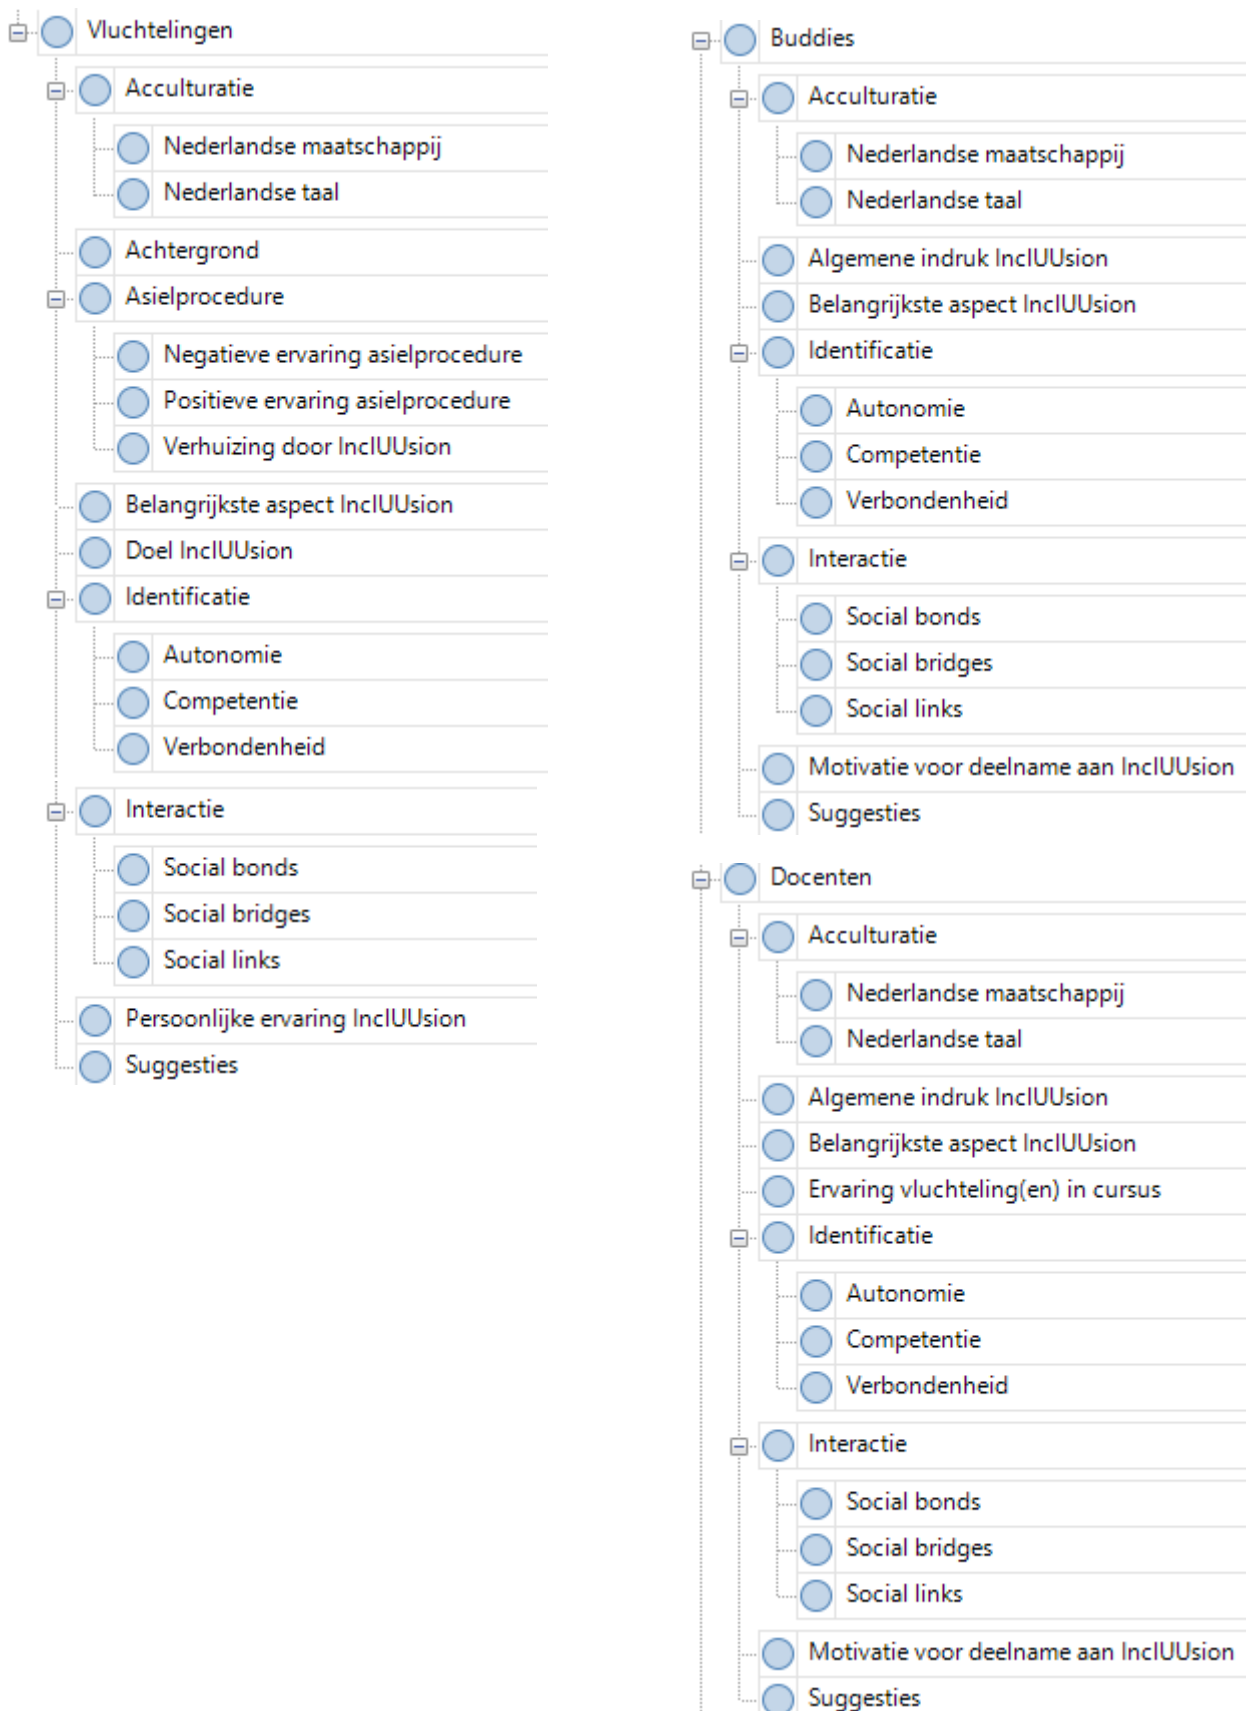 Vluchtelingen
Acculturatie
Nederlandse maatschappij
Nederlandse taal
Achtergrond
Asielprocedure
Negatieve ervaring asielprocedure
Positieve ervaring asielprocedure
Verhuizing door InclUUsion
Belangrijkste aspect InclUUsion
Doel InclUUsion
Identificatie
Autonomie
Competentie
Verbondenheid
Interactie
Social bonds
Social bridges
Social links
Persoonlijke ervaring InclUUsion
Suggesties
Buddies
Acculturatie
Nederlandse maatschappij
Nederlandse taal
Algemene indruk InclUUsion
Belangrijkste aspect InclUUsion
Identificatie
Autonomie
Competentie
Verbondenheid
Interactie
Social bonds
Social bridges
Social links
Motivatie voor deelname aan InclUUsion
Suggesties
Docenten
Acculturatie
Nederlandse maatschappij
Nederlandse taal
Algemene indruk InclUUsion
Belangrijkste aspect InclUUsion
Ervaring vluchteling(en) in cursus
Identificatie
Autonomie
Competentie
Verbondenheid
Interactie
Social bonds
Social bridges
Social links
Motivatie voor deelname aan InclUUsion
Suggesties